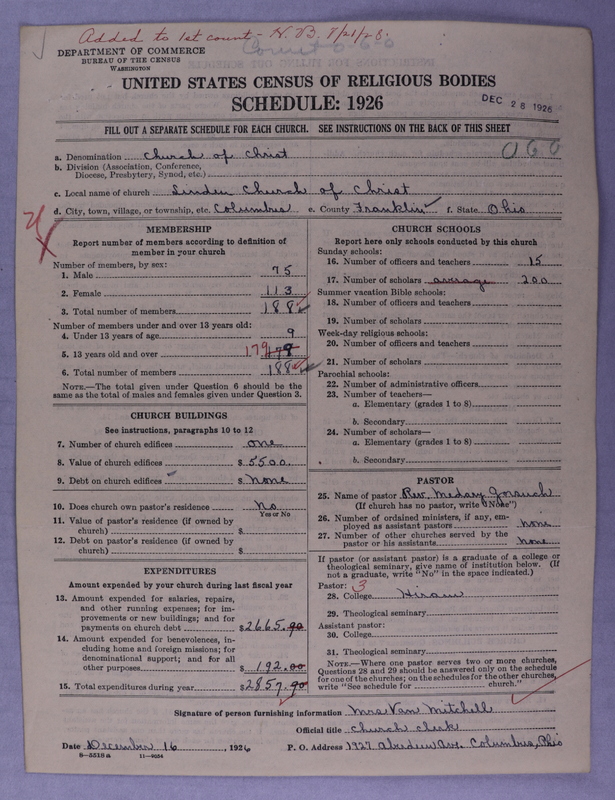 Added to 1st count - H.B. 8/21/28.
Count 0-6-0
DEPARTMENT OF COMMERCE
BUREAU OF THE CENSUS
WASHINGTON
UNITED STATES CENSUS OF RELIGIOUS BODIES
SCHEDULE: 1926
DEC 28 1926
FILL OUT A SEPARATE SCHEDULE FOR EACH CHURCH. SEE INSTRUCTIONS ON THE BACK OF THIS SHEET
060
a. Denomination Church of Christ
b. Division (Association, Conference, Diocese, Presbytery, Synod, etc.)
c. Local name of church Linden Church of Christ
d. City, town, village, or township, etc. Columbus e. County Franklin f. State Ohio
MEMBERSHIP
Report number of members according to definition of member in your church
Number of members, by sex:
1. Male 75
2. Female 113
3. Total number of members 188
Number of members under and over 13 years old:
4. Under 13 years of age 9
5. 13 years old and over 179
6. Total number of members 188
NOTE.—The total given under Question 6 should be the same as the total of males and females given under Question 3.
CHURCH BUILDINGS
See instructions, paragraphs 10 to 12
7. Number of church edifices one
8. Value of church edifices $ 5500.
9. Debt on church edifices $ None
10. Does church own pastor's residence No
Yes or No
11. Value of pastor's residence (if owned by church) $
12. Debt on pastor's residence (if owned by church) $
EXPENDITURES
Amount expended by your church during last fiscal year
13. Amount expended for salaries, repairs, and other running expenses; for improvements or new buildings; and for payments on church debt $ 2665.90
14. Amount expended for benevolences, including home and foreign missions; for denominational support; and for all other purposes $ 192.00
15. Total expenditures during year $ 2857.90
CHURCH SCHOOLS
Report here only schools conducted by this church
Sunday schools:
16. Number of officers and teachers 15
17. Number of scholars average 200
Summer vacation Bible schools:
18. Number of officers and teachers
19. Number of scholars
Week-day religious schools:
20. Number of officers and teachers
21. Number of scholars
Parochial schools:
22. Number of administrative officers
23. Number of teachers—
a. Elementary (grades 1 to 8)
b. Secondary
24. Number of scholars—
a. Elementary (grades 1 to 8)
b. Secondary
PASTOR
25. Name of pastor Rev. Medary Gorsuch
(If church has no pastor, write "None")
26. Number of ordained ministers, if any, employed as assistant pastors none
27. Number of other churches served by the pastor or his assistants none
If pastor (or assistant pastor) is a graduate of a college or theological seminary, give name of institution below. (If not a graduate, write "No" in the space indicated.)
Pastor: 3
28. College Hiram
29. Theological seminary
Assistant pastor:
30. College
31. Theological seminary
NOTE.—Where one pastor serves two or more churches, Questions 28 and 29 should be answered only on the schedule for one of the churches; on the schedules for the other churches, write "See schedule for church."
Signature of person furnishing information Mrs Van Mitchell
Official title church clerk
Date December 16, 1926 P. O. Address 1927 Aberdeen Ave. Columbus, Ohio
8-3518a 11-9054